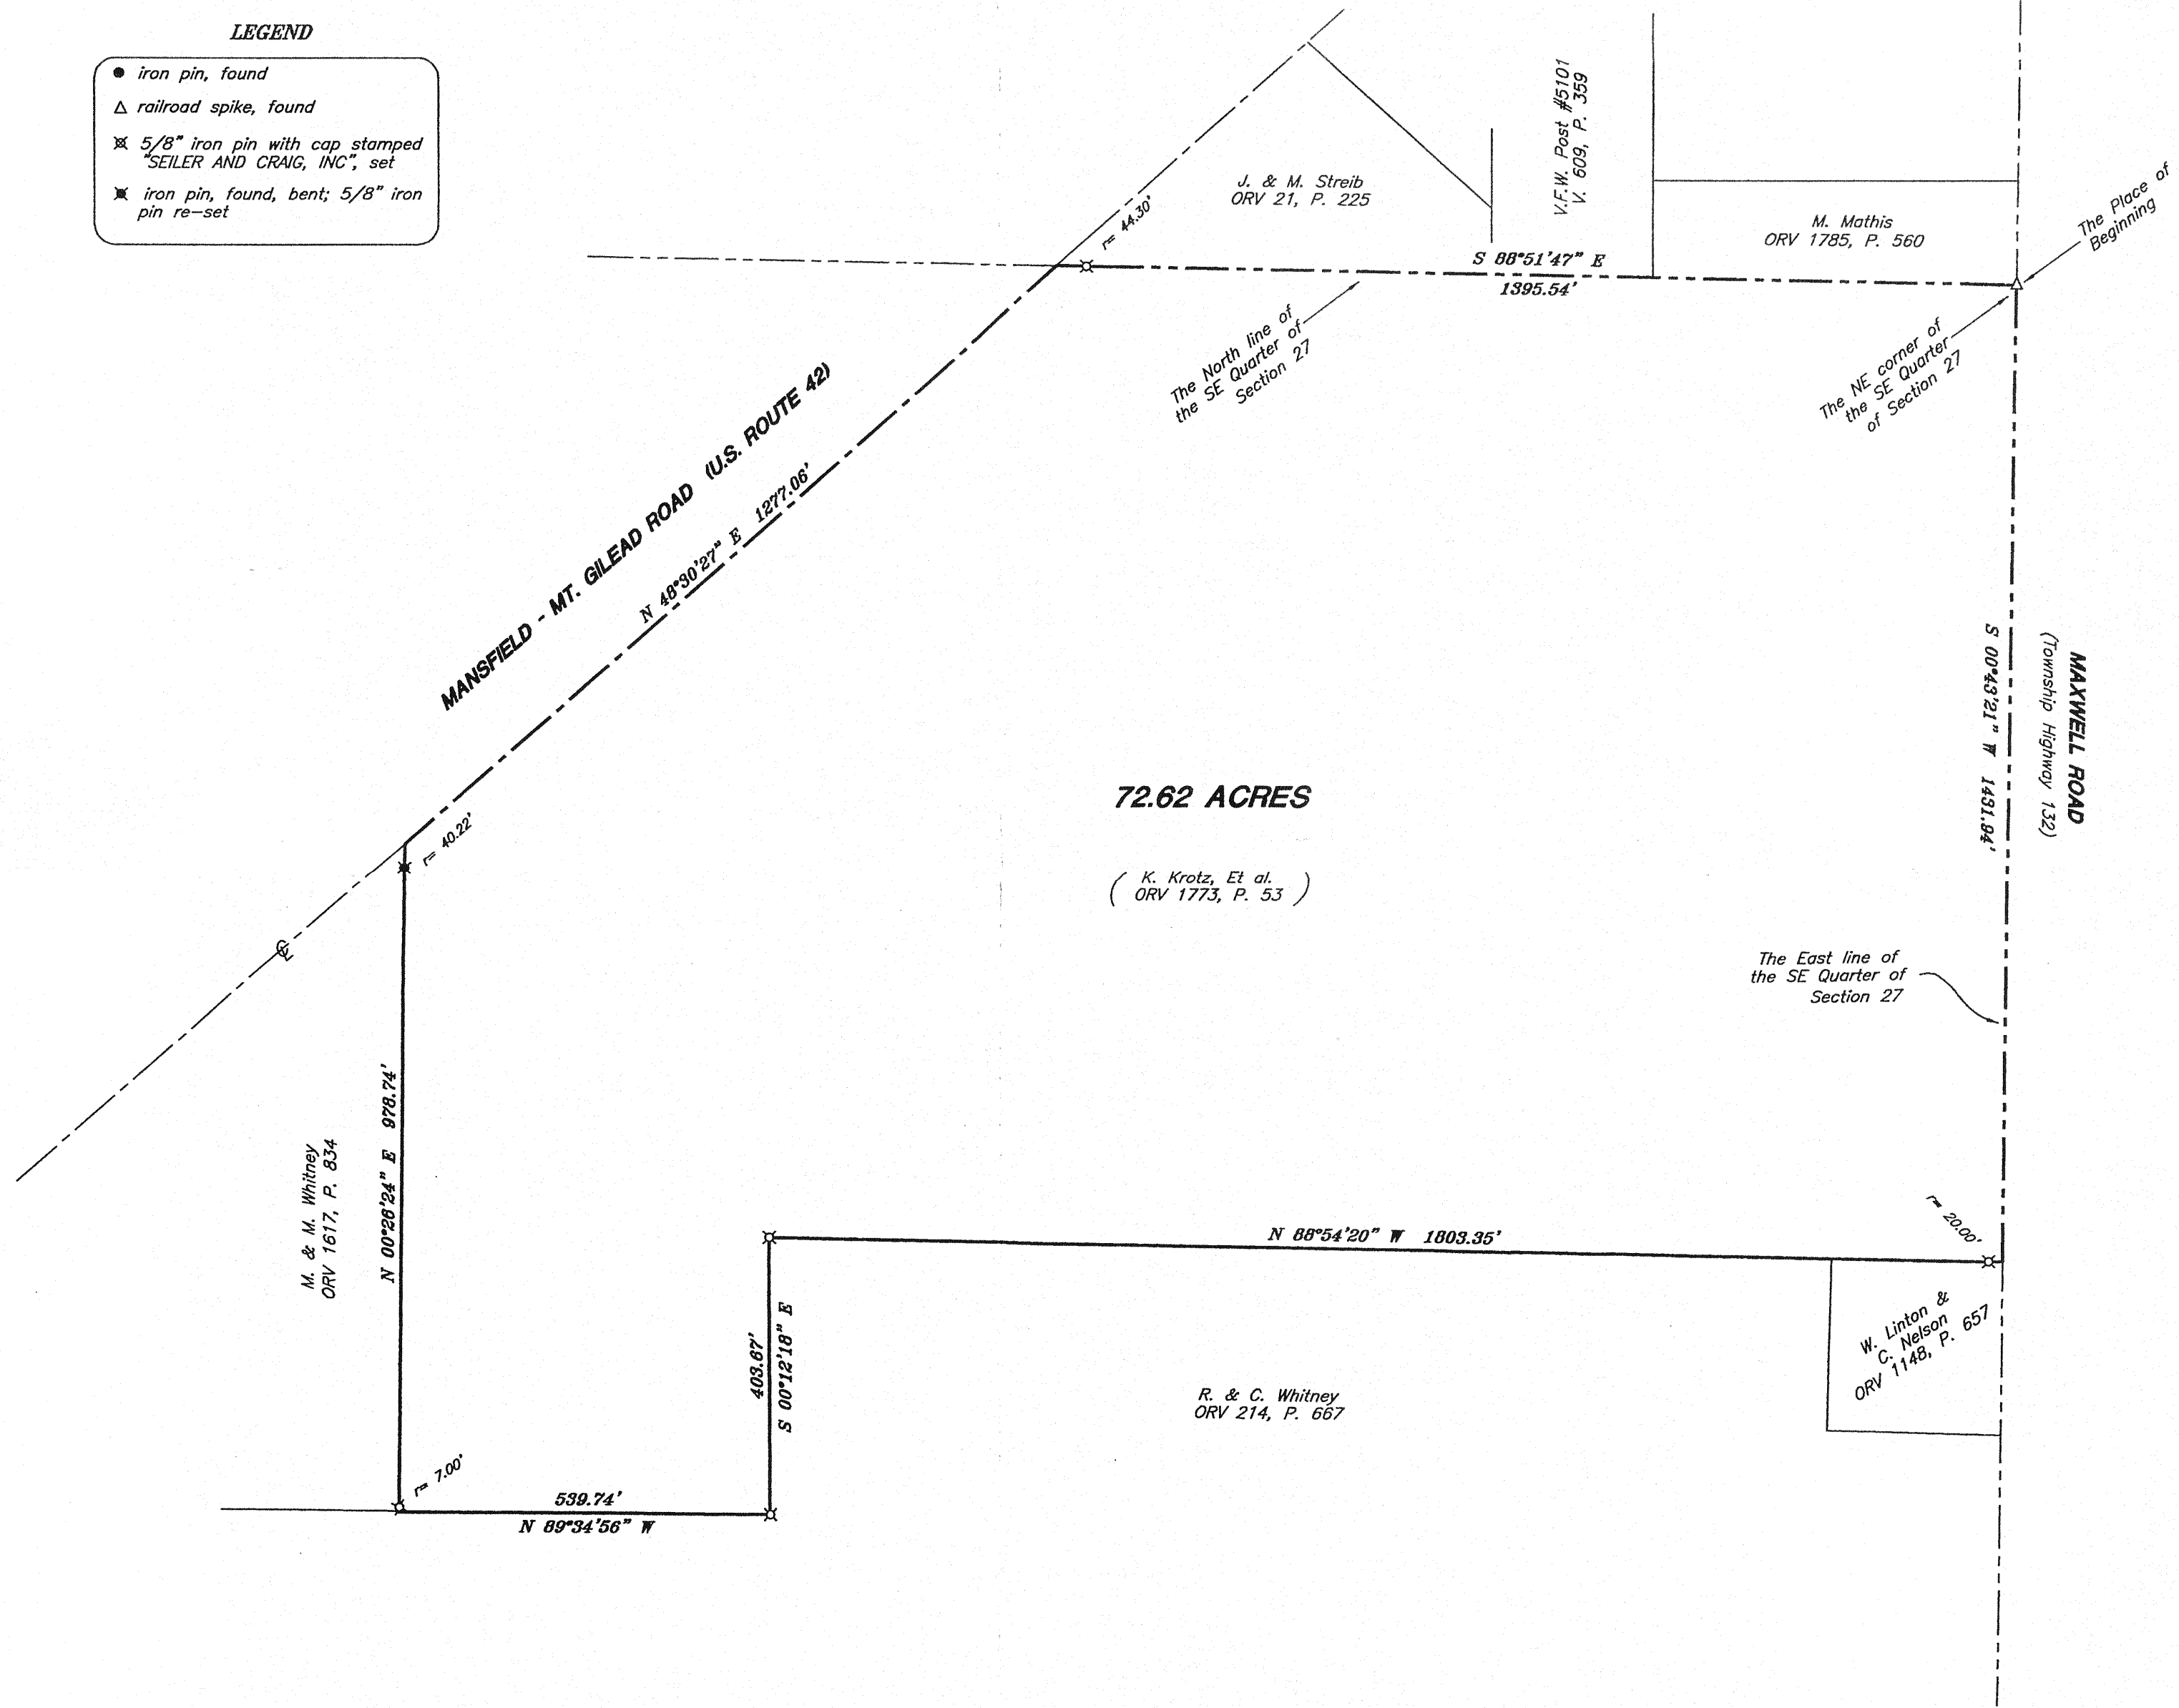 LEGEND
iron pin, found
railroad spike, found
5/8" iron pin with cap stamped
"SEILER AND CRAIG, INC", set
iron pin, found, bent; 5/8" iron
pin re-set
J. & M. Streib
ORV 21, P. 225
V.F.W. Post #5101
V. 609, P. 359
M. Mathis
ORV 1785, P. 560
The Place of
Beginning
r= 44.30'
S 88°51'47" E
1395.54'
The North line of
the SE Quarter of
Section 27
The NE corner of
the SE Quarter
of Section 27
MANSFIELD - MT. GILEAD ROAD (U.S. ROUTE 42)
N 48°30'27" E 1277.06'
S 00°43'21" W 1431.94'
MAXWELL ROAD
(Township Highway 132)
72.62 ACRES
( K. Krotz, Et al.
ORV 1773, P. 53 )
r= 40.22'
The East line of
the SE Quarter of
Section 27
M. & M. Whitney
ORV 1617, P. 834
N 00°26'24" E 978.74'
r= 20.00'
N 88°54'20" W 1803.35'
W. Linton &
C. Nelson
ORV 1148, P. 657
403.67'
S 00°12'18" E
R. & C. Whitney
ORV 214, P. 667
r= 7.00'
539.74'
N 89°34'56" W